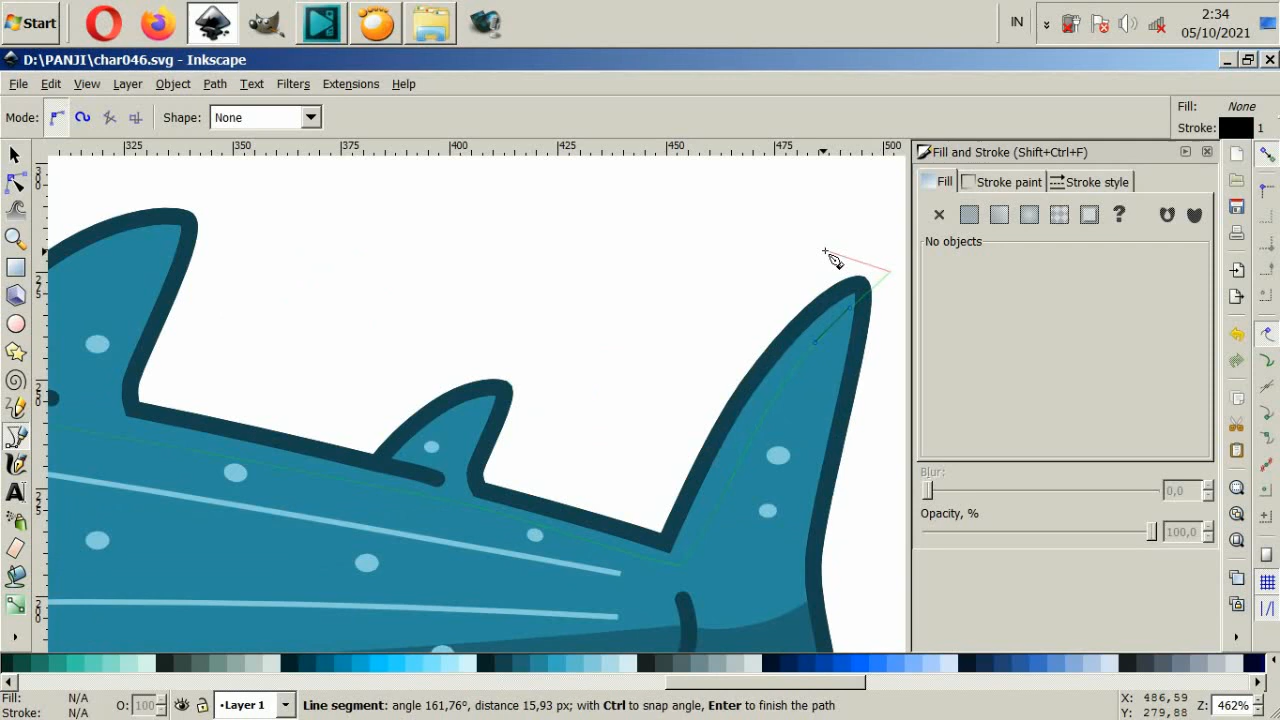 Start
IN
2:34
05/10/2021
D:\PANJI\char046.svg - Inkscape
File Edit View Layer Object Path Text Filters Extensions Help
Mode: Shape: None
Fill: None
Stroke: 1
325 350 375 400 425 450 475 500
Fill and Stroke (Shift+Ctrl+F)
Fill Stroke paint Stroke style
No objects
Blur:
0,0
Opacity, %
100,0
Fill: N/A
Stroke: N/A
O: 100
Layer 1
Line segment: angle 161,76°, distance 15,93 px; with Ctrl to snap angle, Enter to finish the path
X: 486,59
Y: 279,88
Z: 462%